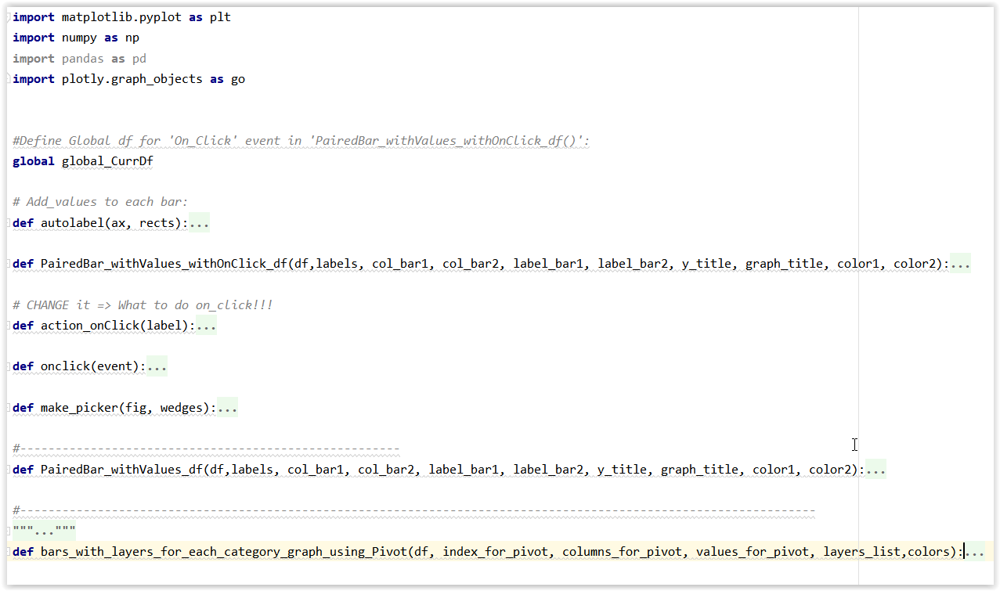 import matplotlib.pyplot as plt
import numpy as np
import pandas as pd
import plotly.graph_objects as go
#Define Global df for 'On_Click' event in 'PairedBar_withValues_withOnClick_df()':
global global_CurrDf
# Add_values to each bar:
def autolabel(ax, rects):...
def PairedBar_withValues_withOnClick_df(df,labels, col_bar1, col_bar2, label_bar1, label_bar2, y_title, graph_title, color1, color2):...
# CHANGE it => What to do on_click!!!
def action_onClick(label):...
def onclick(event):...
def make_picker(fig, wedges):...
#------------------------------------------------------
def PairedBar_withValues_df(df,labels, col_bar1, col_bar2, label_bar1, label_bar2, y_title, graph_title, color1, color2):...
#-----------------------------------------------------------------------------------------------------------------
"""..."""
def bars_with_layers_for_each_category_graph_using_Pivot(df, index_for_pivot, columns_for_pivot, values_for_pivot, layers_list,colors):...